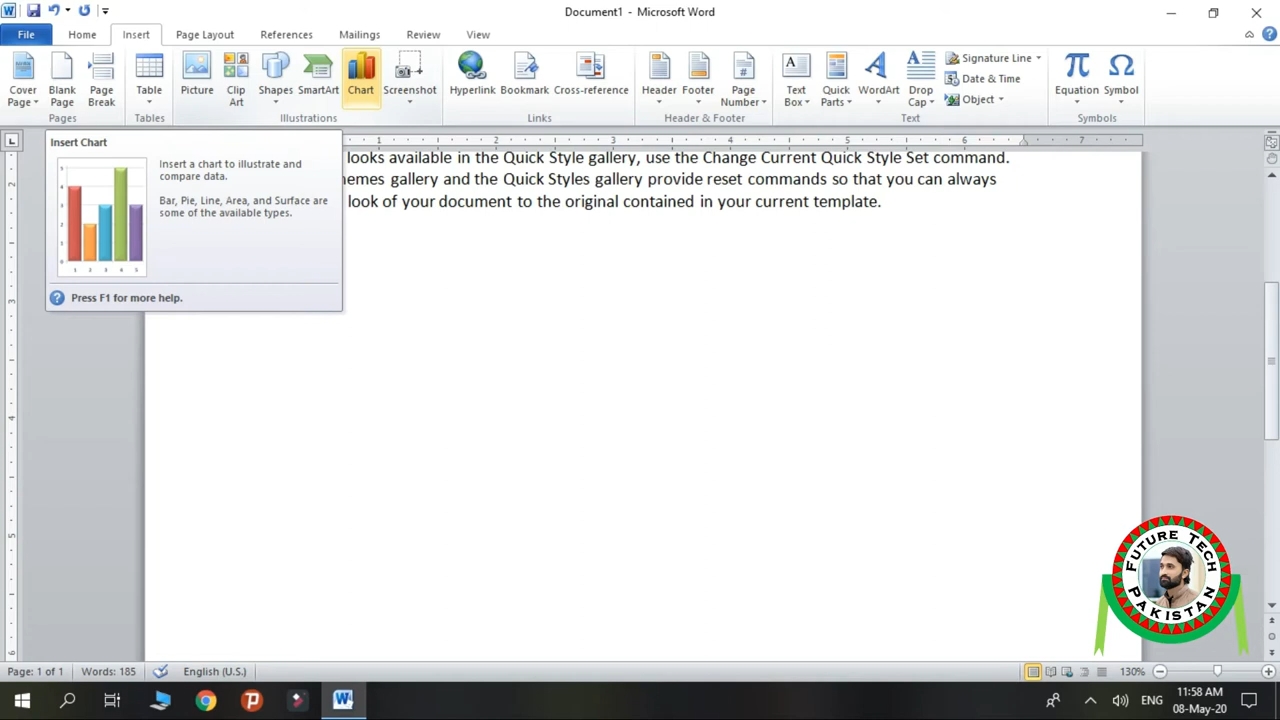 Document1 - Microsoft Word
File Home Insert Page Layout References Mailings Review View
Cover Page
Blank Page
Page Break
Pages
Table
Tables
Picture
Clip Art
Shapes
SmartArt
Chart
Screenshot
Illustrations
Hyperlink
Bookmark
Cross-reference
Links
Header
Footer
Page Number
Header & Footer
Text Box
Quick Parts
WordArt
Drop Cap
Signature Line
Date & Time
Object
Text
Equation
Symbol
Symbols
Insert Chart
Insert a chart to illustrate and
compare data.
Bar, Pie, Line, Area, and Surface are
some of the available types.
Press F1 for more help.
1 2 3 4 5 6 7
looks available in the Quick Style gallery, use the Change Current Quick Style Set command.
hemes gallery and the Quick Styles gallery provide reset commands so that you can always
look of your document to the original contained in your current template.
FUTURE TECH
PAKISTAN
Page: 1 of 1 Words: 185 English (U.S.) 130%
ENG 11:58 AM
08-May-20